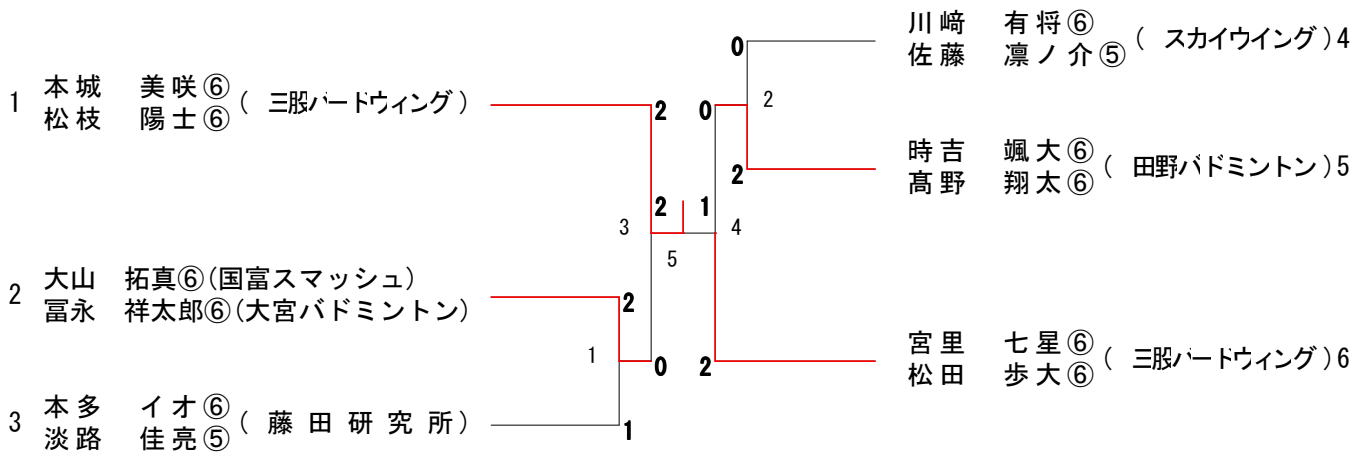 1 本城 美咲⑥ (三股バードウィング)
松枝 陽士⑥
2 大山 拓真⑥(国富スマッシュ)
冨永 祥太郎⑥(大宮バドミントン)
3 本多 イオ⑥ (藤田研究所)
淡路 佳亮⑤
2
3
2
0
2
1
1
5
0
2
0
2
1
4
2
川﨑 有将⑥ (スカイウイング) 4
佐藤 凛ノ介⑤
時吉 颯大⑥ (田野バドミントン) 5
髙野 翔太⑥
宮里 七星⑥ (三股バードウィング) 6
松田 歩大⑥